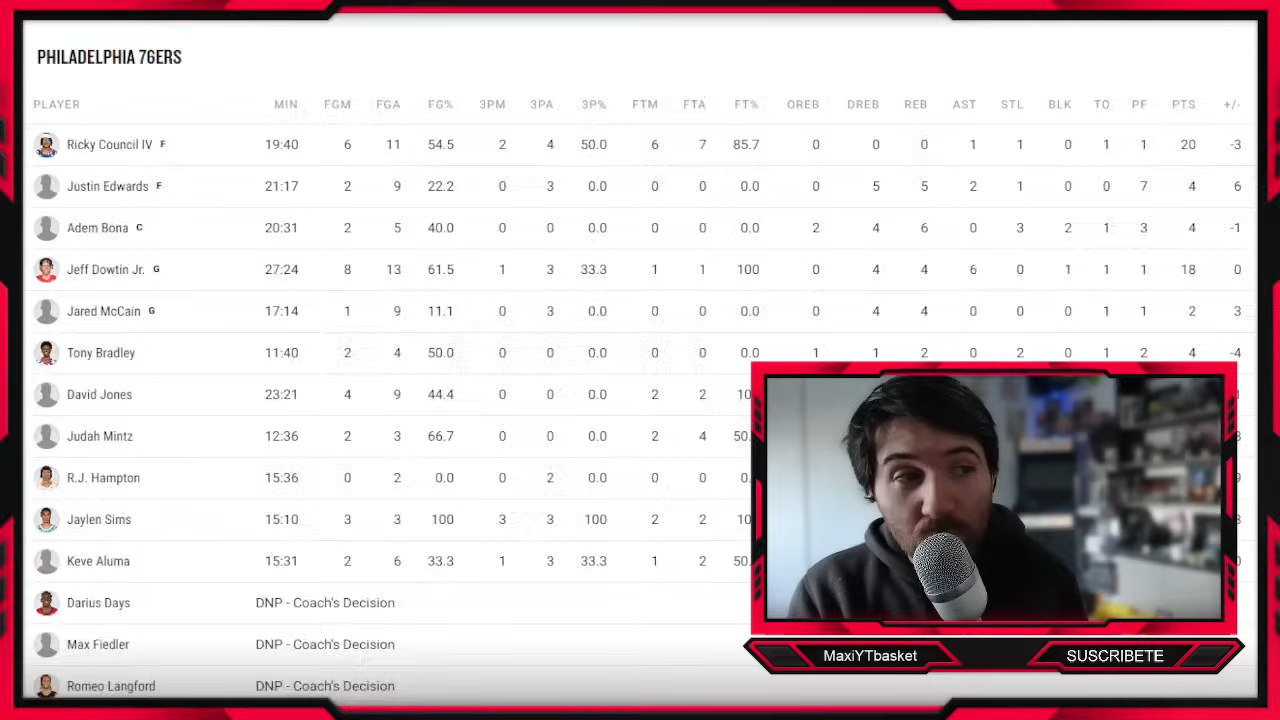 PHILADELPHIA 76ERS
PLAYER MIN FGM FGA FG% 3PM 3PA 3P% FTM FTA FT% OREB DREB REB AST STL BLK TO PF PTS +/-
Ricky Council IV F 19:40 6 11 54.5 2 4 50.0 6 7 85.7 0 0 0 1 1 0 1 1 20 -3
Justin Edwards F 21:17 2 9 22.2 0 3 0.0 0 0 0.0 0 5 5 2 1 0 0 7 4 6
Adem Bona C 20:31 2 5 40.0 0 0 0.0 0 0 0.0 2 4 6 0 3 2 1 3 4 -1
Jeff Dowtin Jr. G 27:24 8 13 61.5 1 3 33.3 1 1 100 0 4 4 6 0 1 1 1 18 0
Jared McCain G 17:14 1 9 11.1 0 3 0.0 0 0 0.0 0 4 4 0 0 0 1 1 2 3
Tony Bradley 11:40 2 4 50.0 0 0 0.0 0 0 0.0 1 1 2 0 2 0 1 2 4 -4
David Jones 23:21 4 9 44.4 0 0 0.0 2 2
Judah Mintz 12:36 2 3 66.7 0 0 0.0 2 4
R.J. Hampton 15:36 0 2 0.0 0 2 0.0 0 0
Jaylen Sims 15:10 3 3 100 3 3 100 2 2
Keve Aluma 15:31 2 6 33.3 1 3 33.3 1 2
Darius Days DNP - Coach's Decision
Max Fiedler DNP - Coach's Decision
Romeo Langford DNP - Coach's Decision
MaxiYTbasket SUSCRIBETE